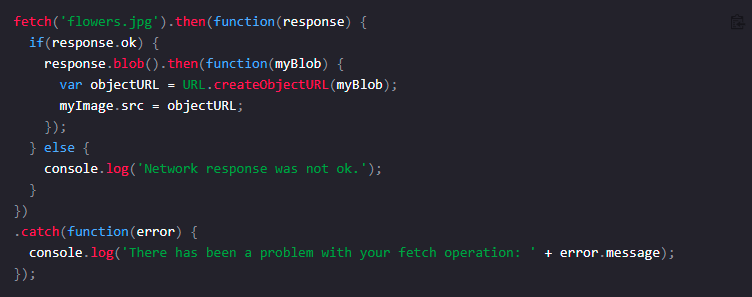 fetch('flowers.jpg').then(function(response) {
  if(response.ok) {
    response.blob().then(function(myBlob) {
      var objectURL = URL.createObjectURL(myBlob);
      myImage.src = objectURL;
    });
  } else {
    console.log('Network response was not ok.');
  }
})
.catch(function(error) {
  console.log('There has been a problem with your fetch operation: ' + error.message);
});